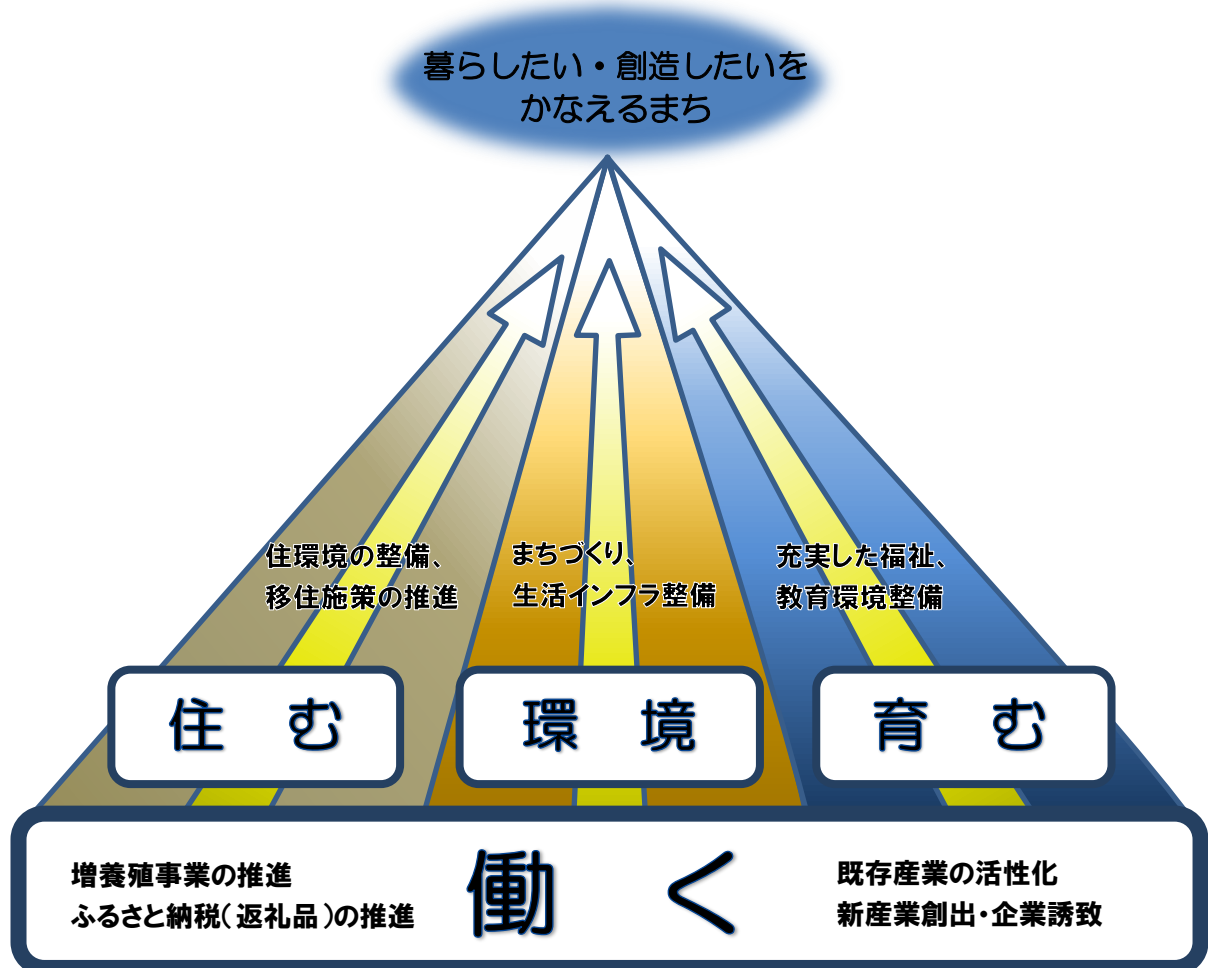 暮らしたい・創造したいを
かなえるまち
住環境の整備、
移住施策の推進
まちづくり、
生活インフラ整備
充実した福祉、
教育環境整備
住　む
環　境
育　む
増養殖事業の推進
ふるさと納税(返礼品)の推進
働　く
既存産業の活性化
新産業創出・企業誘致